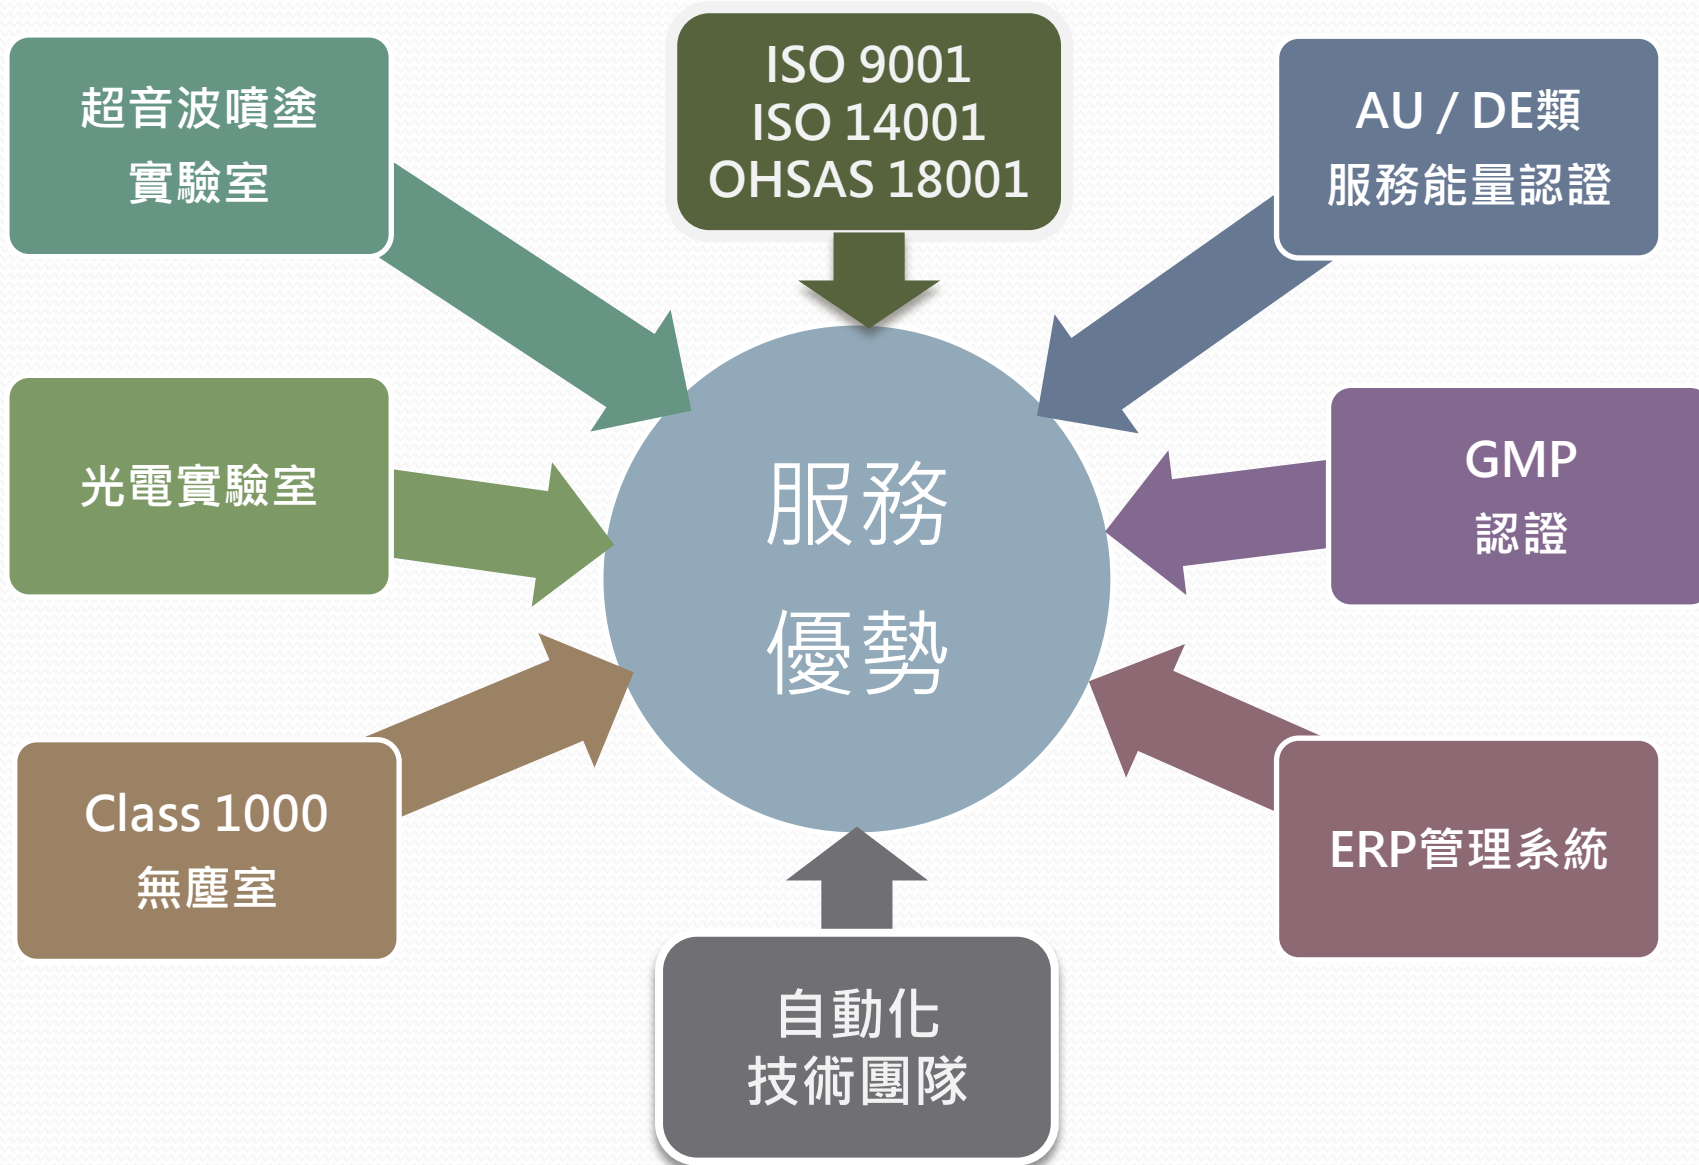 ISO 9001
ISO 14001
OHSAS 18001
超音波噴塗
實驗室
AU / DE類
服務能量認證
光電實驗室
服務
優勢
GMP
認證
Class 1000
無塵室
ERP管理系統
自動化
技術團隊